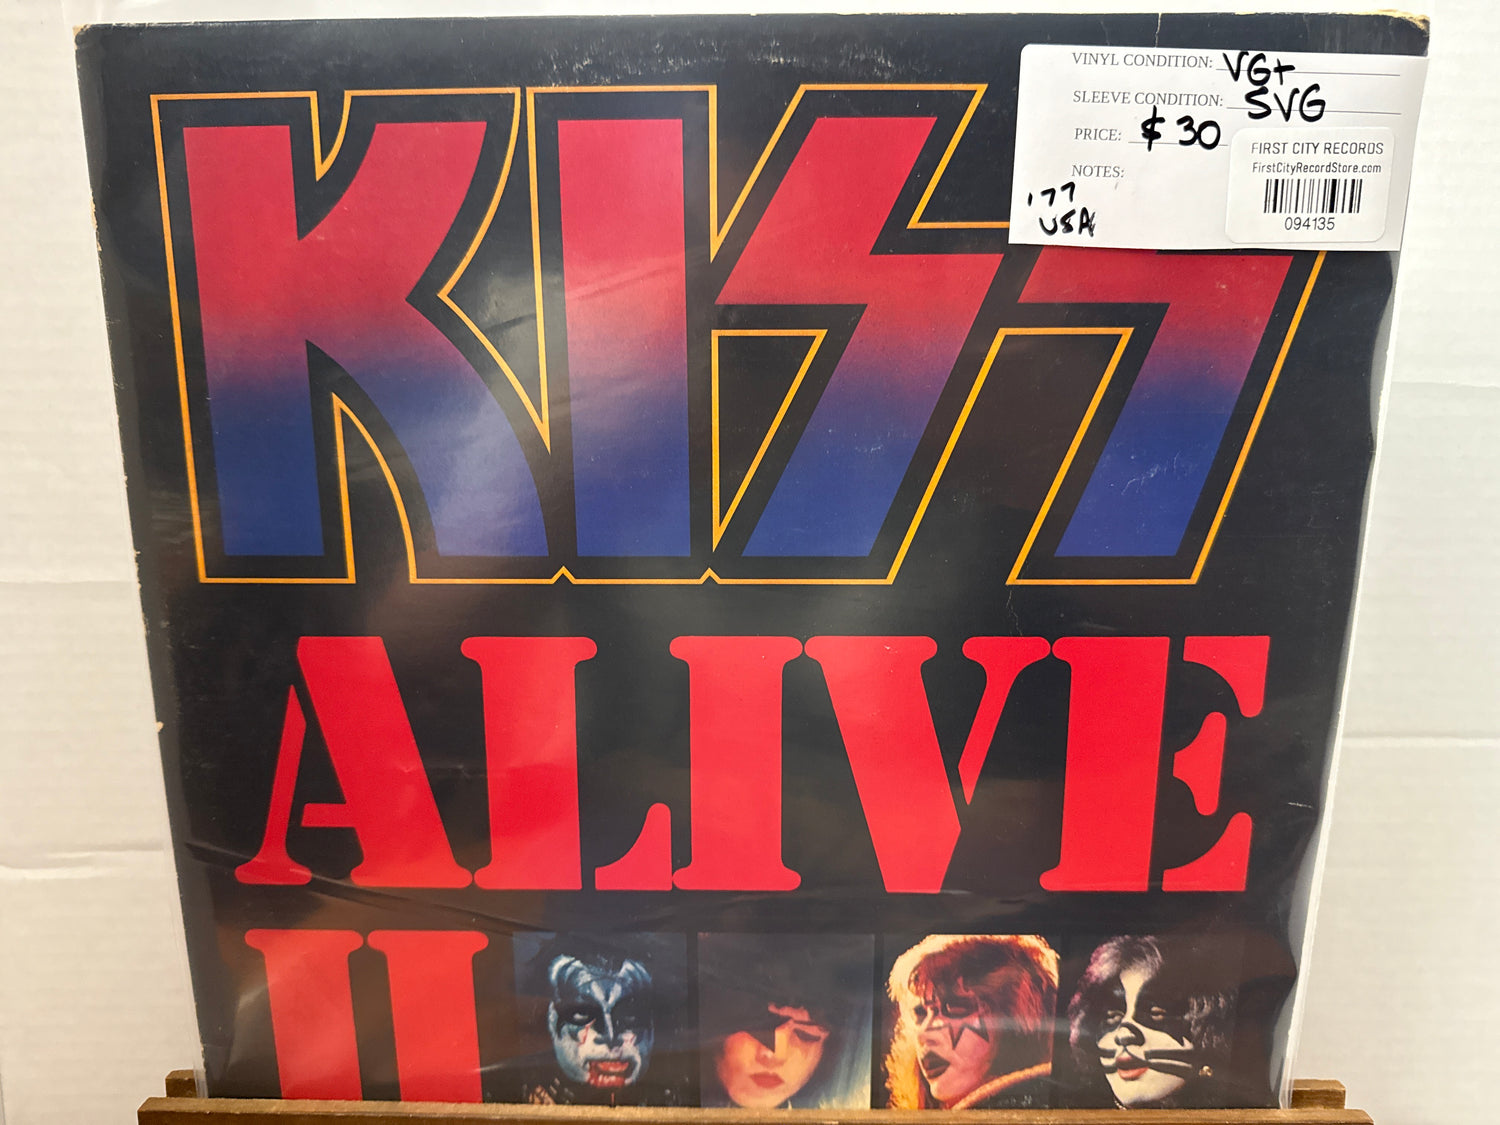 KISS
VINYL CONDITION: VG+
SLEEVE CONDITION: SVG
PRICE: $30
NOTES:
'77
USA
FIRST CITY RECORDS
FirstCityRecordStore.com
094135
ALIVE
II